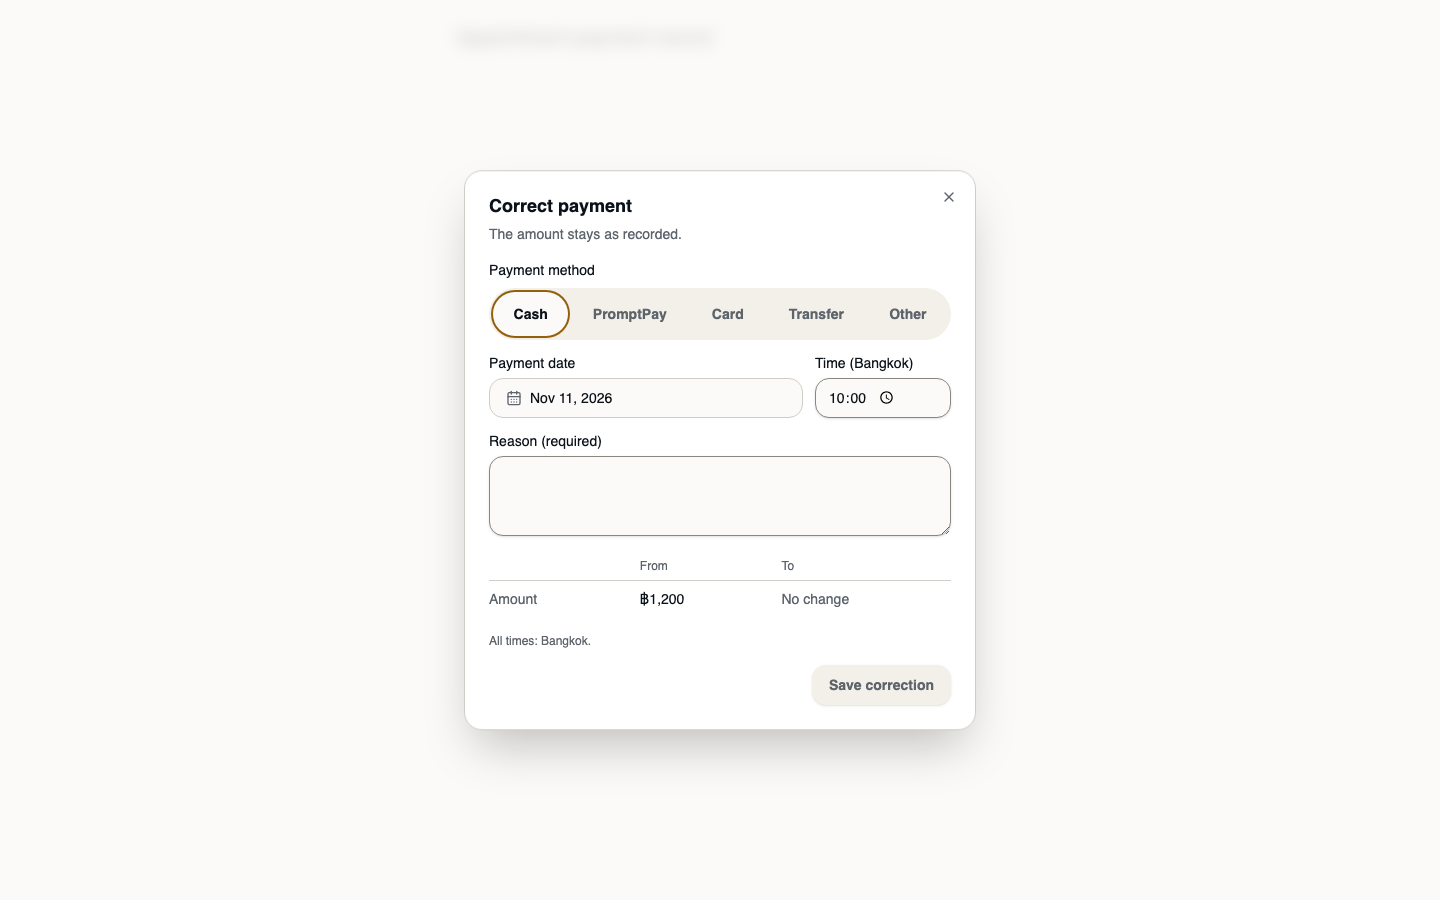 Correct payment
The amount stays as recorded.
Payment method
Cash PromptPay Card Transfer Other
Payment date Time (Bangkok)
Nov 11, 2026 10:00
Reason (required)
From To
Amount ฿1,200 No change
All times: Bangkok.
Save correction